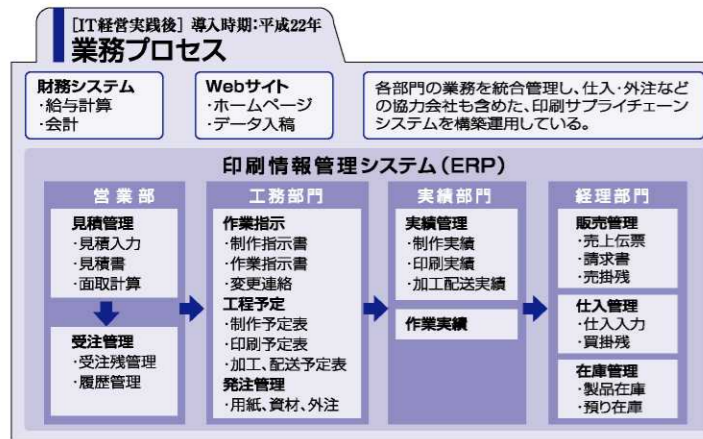 [IT経営実践後] 導入時期:平成22年
業務プロセス
財務システム
・給与計算
・会計
Webサイト
・ホームページ
・データ入稿
各部門の業務を統合管理し、仕入・外注など
の協力会社も含めた、印刷サプライチェーン
システムを構築運用している。
印刷情報管理システム(ERP)
営業部
見積管理
・見積入力
・見積書
・面取計算
受注管理
・受注残管理
・履歴管理
工務部門
作業指示
・制作指示書
・作業指示書
・変更連絡
工程予定
・制作予定表
・印刷予定表
・加工、配送予定表
発注管理
・用紙、資材、外注
実績部門
実績管理
・制作実績
・印刷実績
・加工配送実績
作業実績
経理部門
販売管理
・売上伝票
・請求書
・売掛残
仕入管理
・仕入入力
・買掛残
在庫管理
・製品在庫
・預り在庫